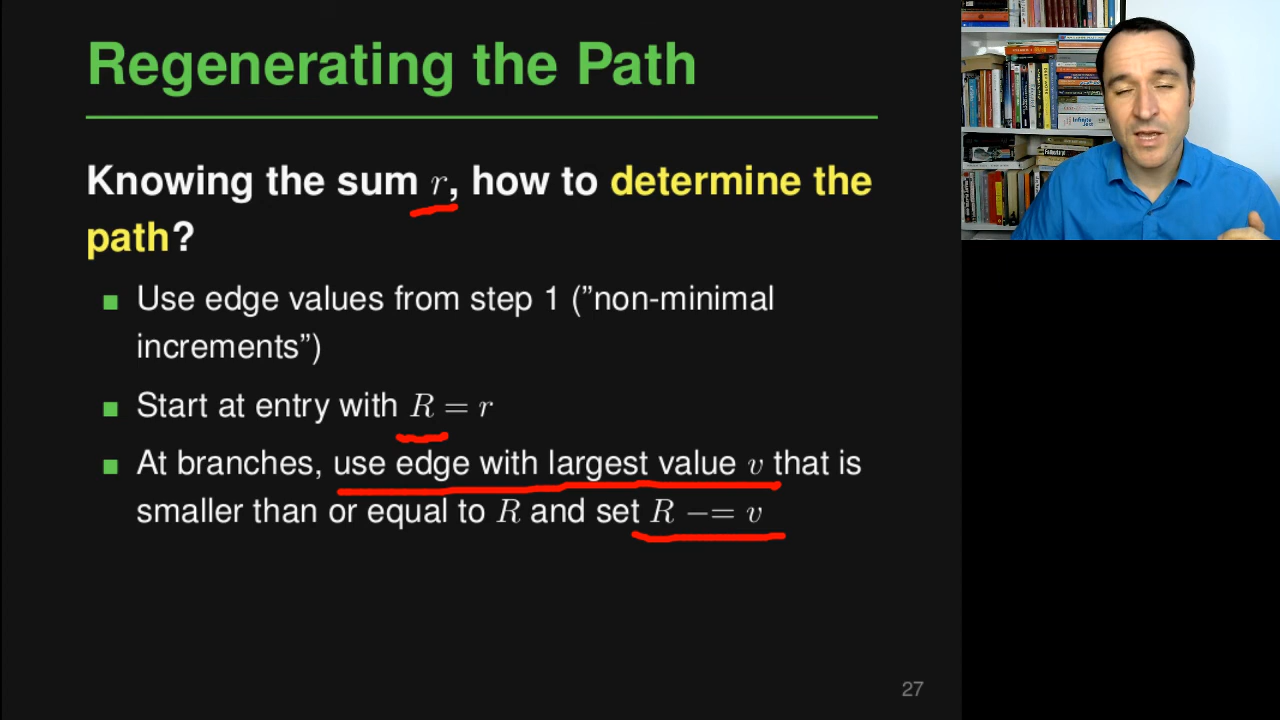 Regenerating the Path
Knowing the sum r, how to determine the
path?
Use edge values from step 1 (”non-minimal
increments”)
Start at entry with R = r
At branches, use edge with largest value v that is
smaller than or equal to R and set R −= v
27
Infinite
Jest